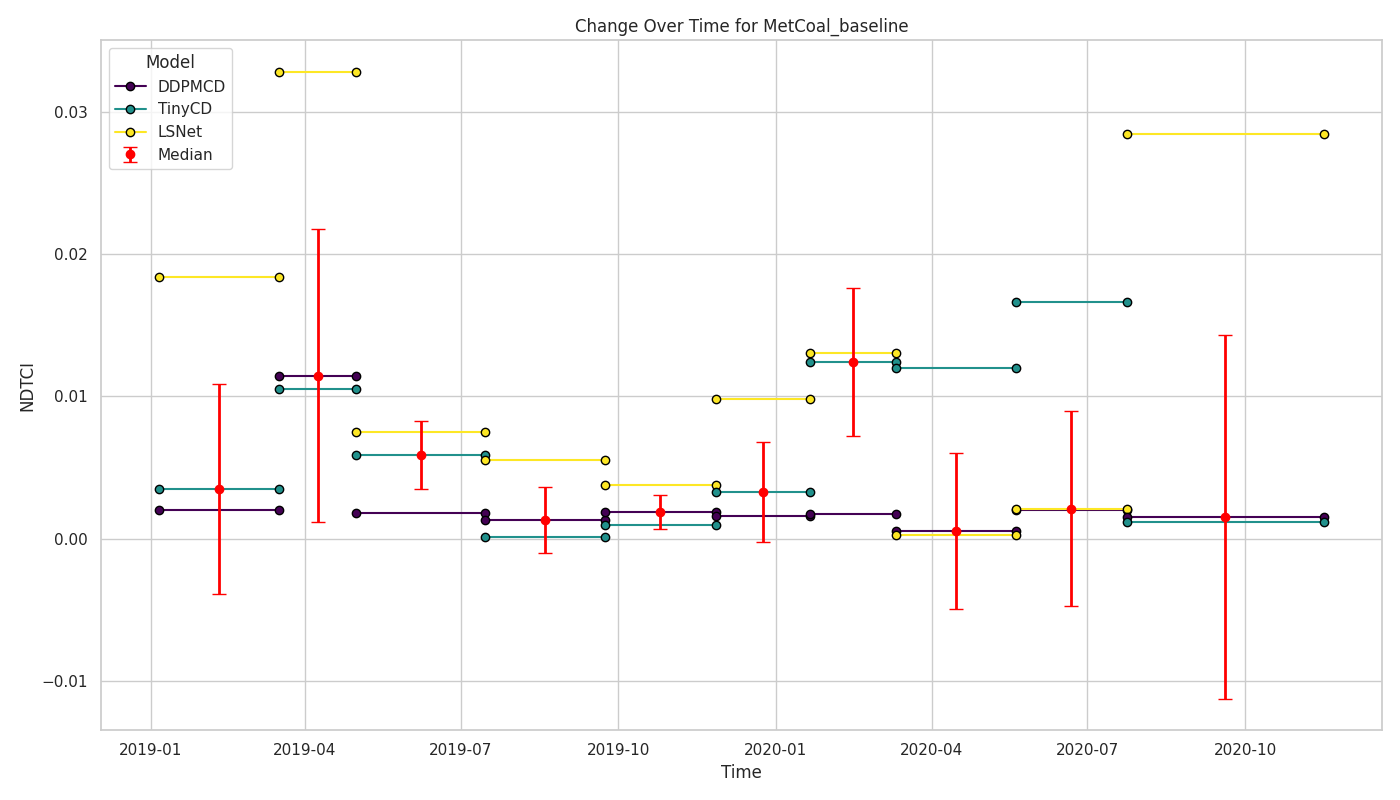 Change Over Time for MetCoal_baseline
Model
DDPMCD
TinyCD
LSNet
Median
NDTCI
0.03
0.02
0.01
0.00
−0.01
2019-01
2019-04
2019-07
2019-10
2020-01
2020-04
2020-07
2020-10
Time